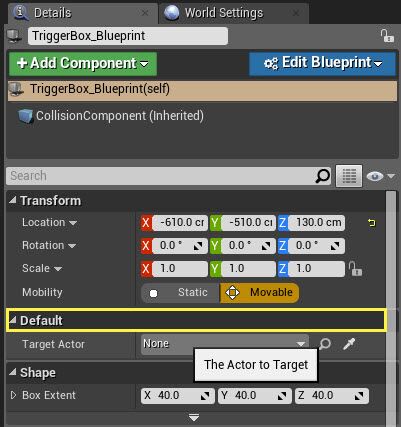 Details World Settings
TriggerBox_Blueprint
+ Add Component Edit Blueprint
TriggerBox_Blueprint(self)
CollisionComponent (Inherited)
Search
Transform
Location X -610.0 cr Y -510.0 cr Z 130.0 cm
Rotation X 0.0 ° Y 0.0 ° Z 0.0 °
Scale X 1.0 Y 1.0 Z 1.0
Mobility Static Movable
Default
Target Actor None
The Actor to Target
Shape
Box Extent X 40.0 Y 40.0 Z 40.0